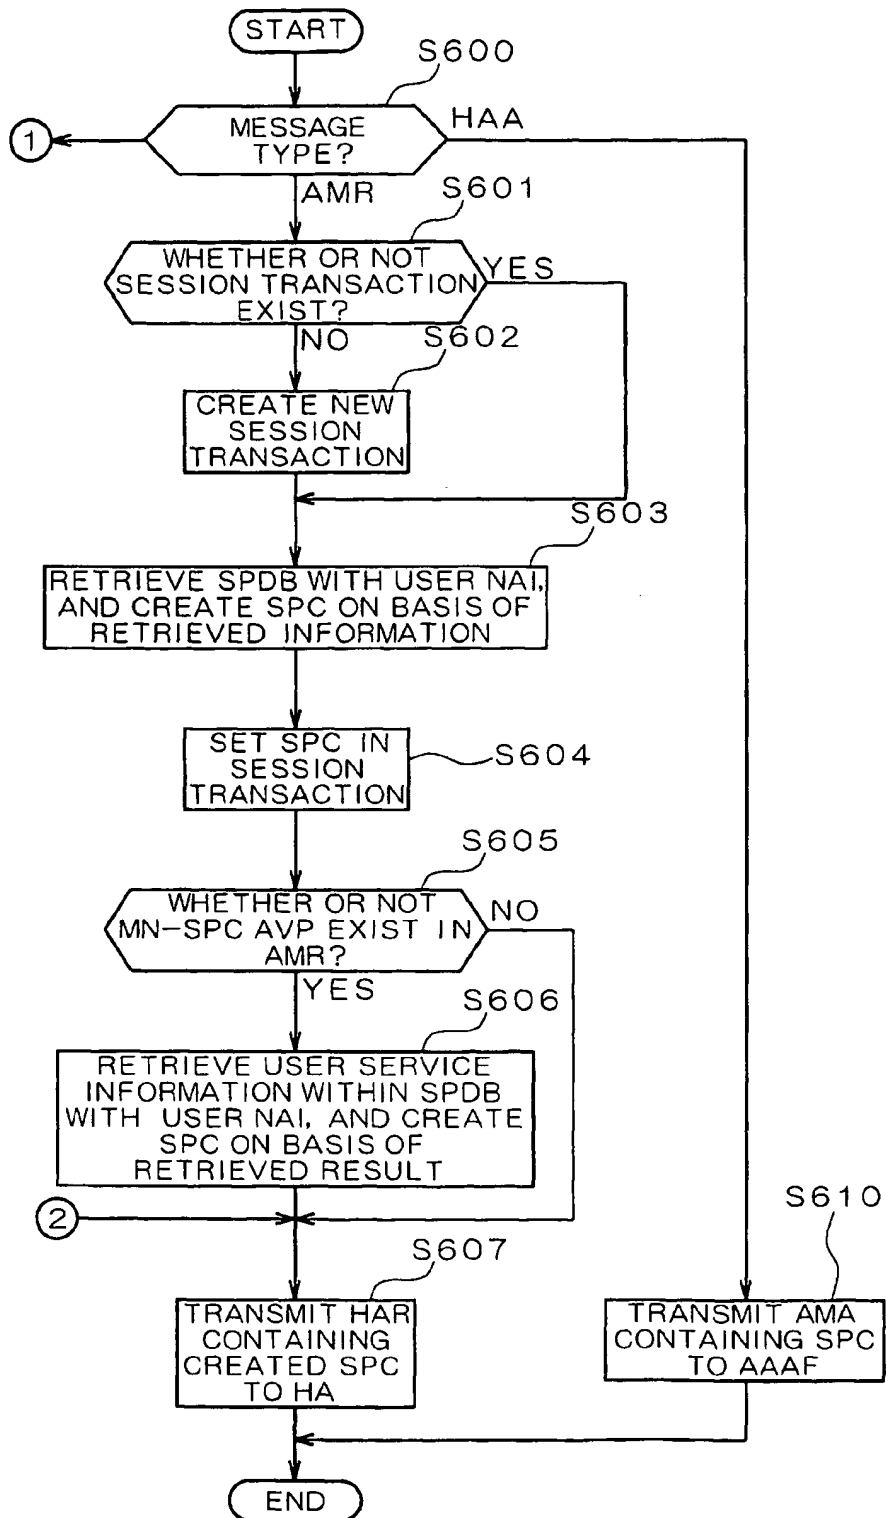 START
S600
1
MESSAGE
TYPE?
HAA
AMR
S601
WHETHER OR NOT
SESSION TRANSACTION
EXIST?
YES
NO
S602
CREATE NEW
SESSION
TRANSACTION
S603
RETRIEVE SPDB WITH USER NAI,
AND CREATE SPC ON BASIS OF
RETRIEVED INFORMATION
SET SPC IN
SESSION
TRANSACTION
S604
S605
WHETHER OR NOT
MN-SPC AVP EXIST IN
AMR?
NO
YES
S606
RETRIEVE USER SERVICE
INFORMATION WITHIN SPDB
WITH USER NAI, AND CREATE
SPC ON BASIS OF
RETRIEVED RESULT
2
S607
TRANSMIT HAR
CONTAINING
CREATED SPC
TO HA
S610
TRANSMIT AMA
CONTAINING SPC
TO AAAF
END